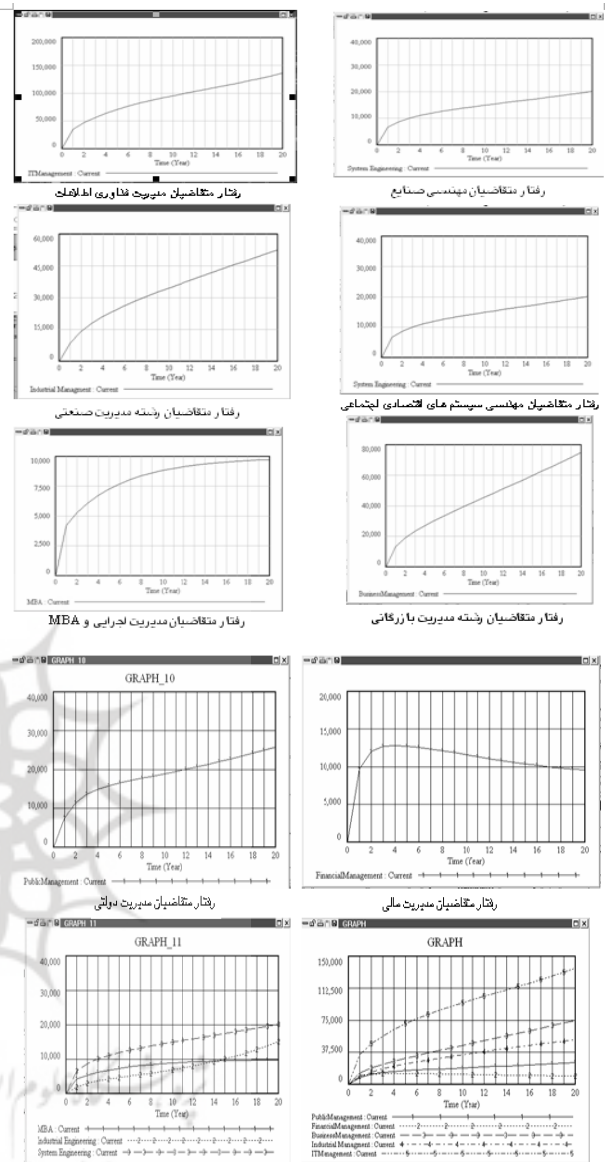 200,000
150,000
100,000
50,000
0
0 2 4 6 8 10 12 14 16 18 20
Time (Year)
ITManagement : Current
رفتار متقاضیان مدیریت فناوری اطلاعات
40,000
30,000
20,000
10,000
0
0 2 4 6 8 10 12 14 16 18 20
Time (Year)
System Engineering : Current
رفتار متقاضیان مهندسی صنایع
60,000
45,000
30,000
15,000
0
0 2 4 6 8 10 12 14 16 18 20
Time (Year)
Industrial Managment : Current
رفتار متقاضیان رشته مدیریت صنعتی
40,000
30,000
20,000
10,000
0
0 2 4 6 8 10 12 14 16 18 20
Time (Year)
System Engineering : Current
رفتار متقاضیان مهندسی سیستم های اقتصادی اجتماعی
10,000
7,500
5,000
2,500
0
0 2 4 6 8 10 12 14 16 18 20
Time (Year)
MBA : Current
رفتار متقاضیان مدیریت اجرایی و MBA
80,000
60,000
40,000
20,000
0
0 2 4 6 8 10 12 14 16 18 20
Time (Year)
BusinessManagement : Current
رفتار متقاضیان رشته مدیریت بازرگانی
GRAPH_10
GRAPH_10
40,000
30,000
20,000
10,000
0
0 2 4 6 8 10 12 14 16 18 20
Time (Year)
PublicManagement : Current
رفتار متقاضیان مدیریت دولتی
20,000
15,000
10,000
5,000
0
0 2 4 6 8 10 12 14 16 18 20
Time (Year)
FinancialManagement : Current
رفتار متقاضیان مدیریت مالی
GRAPH_11
GRAPH_11
40,000
30,000
20,000
10,000
0
0 2 4 6 8 10 12 14 16 18 20
Time (Year)
MBA : Current
Industrial Engineering : Current
System Engineering : Current
GRAPH
GRAPH
150,000
112,500
75,000
37,500
0
0 2 4 6 8 10 12 14 16 18 20
Time (Year)
PublicManagement : Current
FinancialManagement : Current
BusinessManagement : Current
Industrial Managment : Current
ITManagement : Current